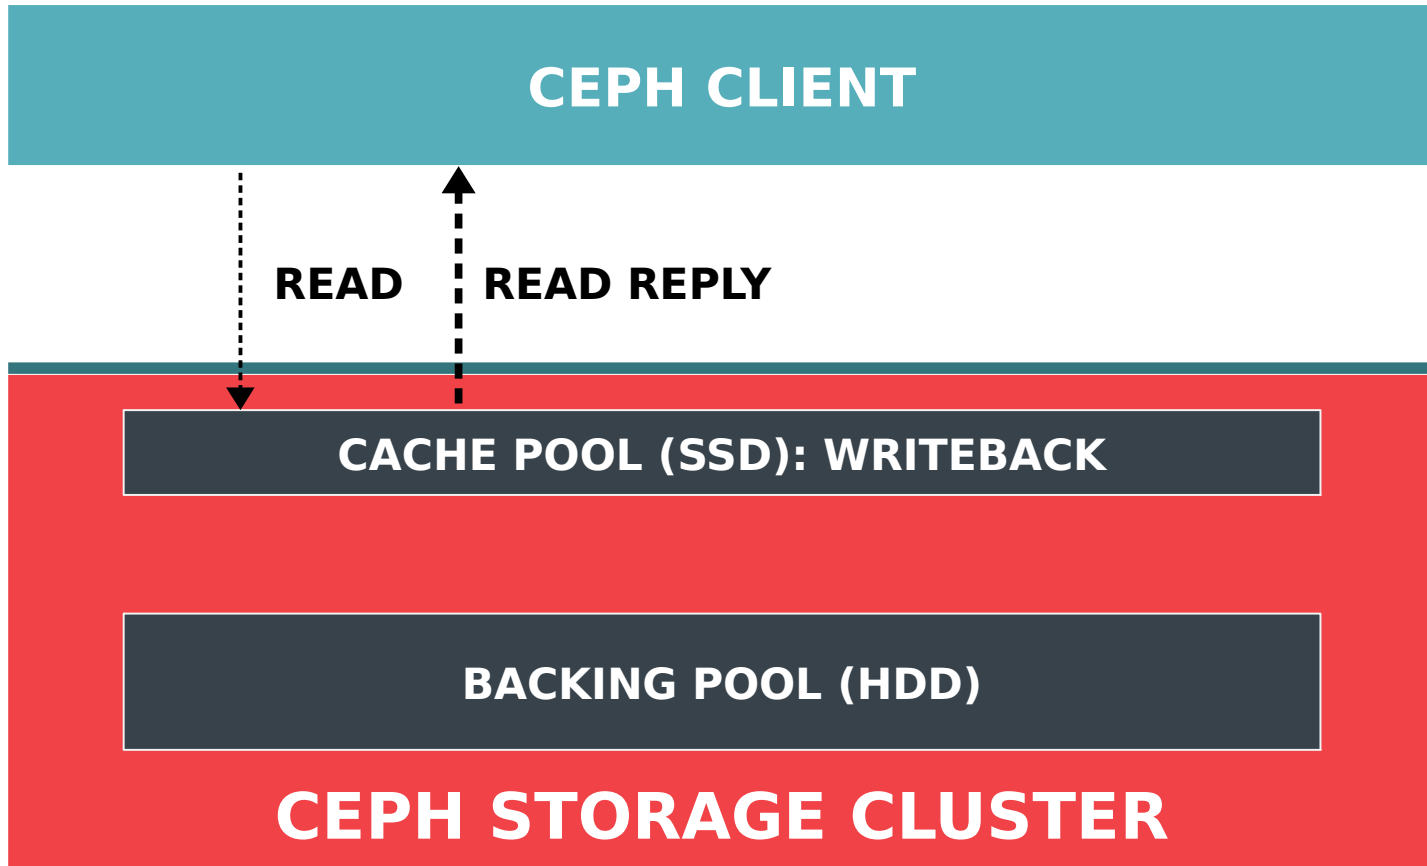 CEPH CLIENT
READ
READ REPLY
CACHE POOL (SSD): WRITEBACK
BACKING POOL (HDD)
CEPH STORAGE CLUSTER